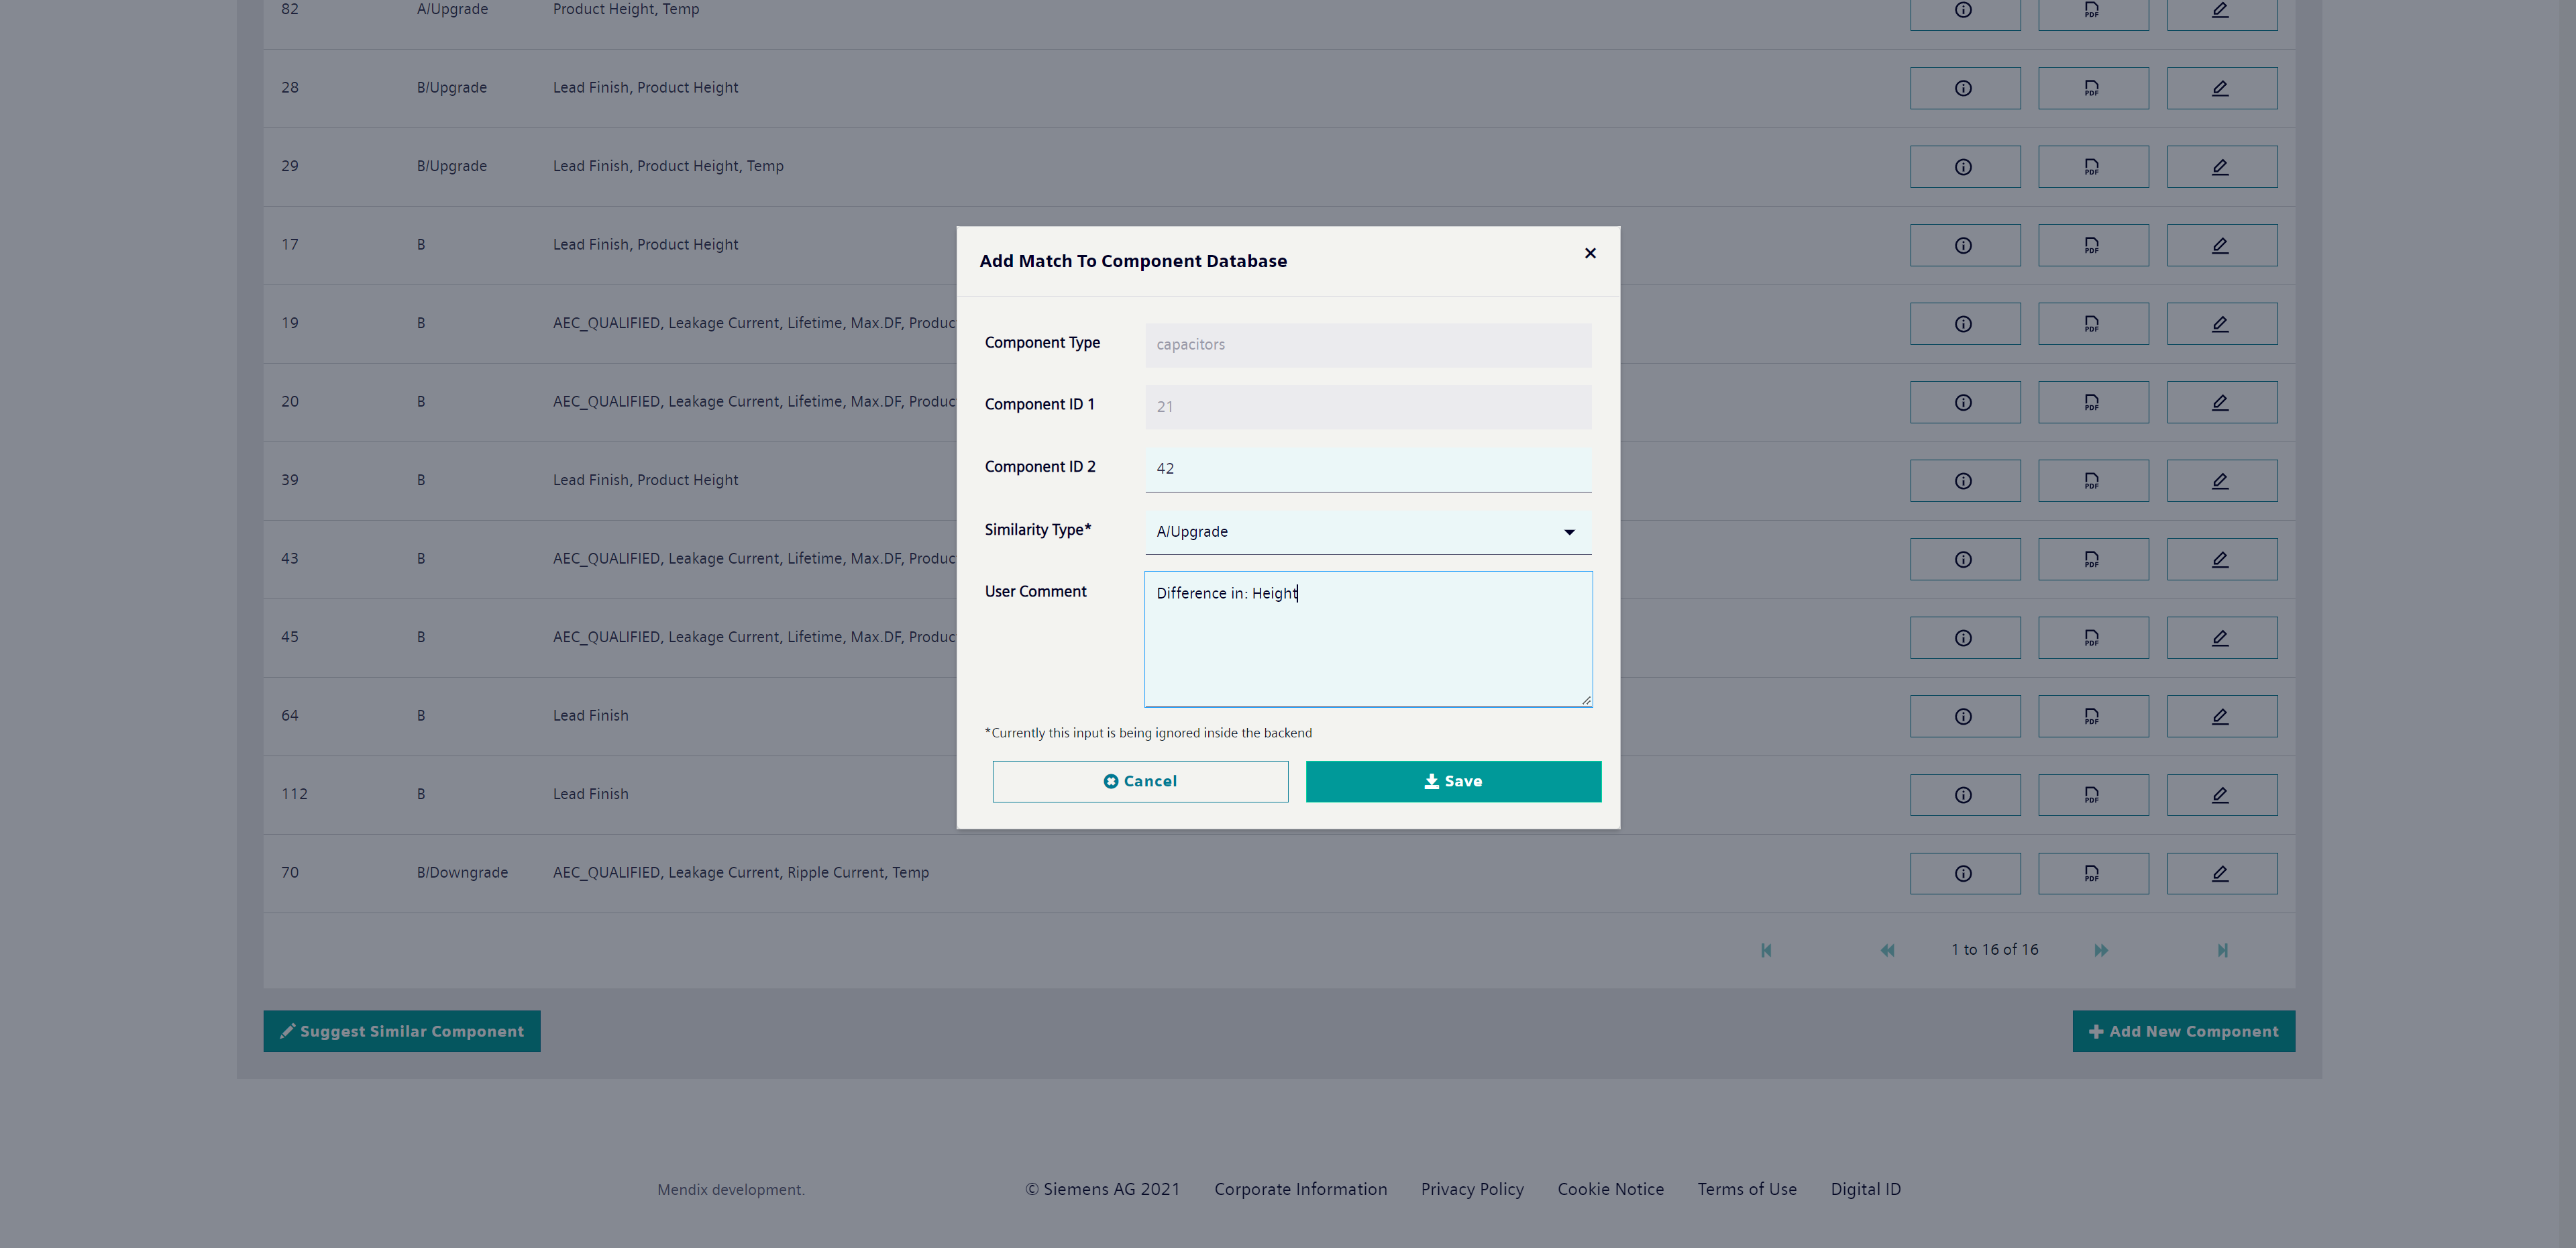 82 A/Upgrade Product Height, Temp
PDF
28 B/Upgrade Lead Finish, Product Height
PDF
29 B/Upgrade Lead Finish, Product Height, Temp
PDF
17 B Lead Finish, Product Height
PDF
19 B AEC_QUALIFIED, Leakage Current, Lifetime, Max.DF, Produc
PDF
20 B AEC_QUALIFIED, Leakage Current, Lifetime, Max.DF, Produc
PDF
39 B Lead Finish, Product Height
PDF
43 B AEC_QUALIFIED, Leakage Current, Lifetime, Max.DF, Produc
PDF
45 B AEC_QUALIFIED, Leakage Current, Lifetime, Max.DF, Produc
PDF
64 B Lead Finish
PDF
112 B Lead Finish
PDF
70 B/Downgrade AEC_QUALIFIED, Leakage Current, Ripple Current, Temp
PDF
1 to 16 of 16
Suggest Similar Component
Add New Component
Add Match To Component Database
Component Type capacitors
Component ID 1 21
Component ID 2 42
Similarity Type* A/Upgrade
User Comment Difference in: Height
*Currently this input is being ignored inside the backend
Cancel Save
Mendix development. © Siemens AG 2021 Corporate Information Privacy Policy Cookie Notice Terms of Use Digital ID